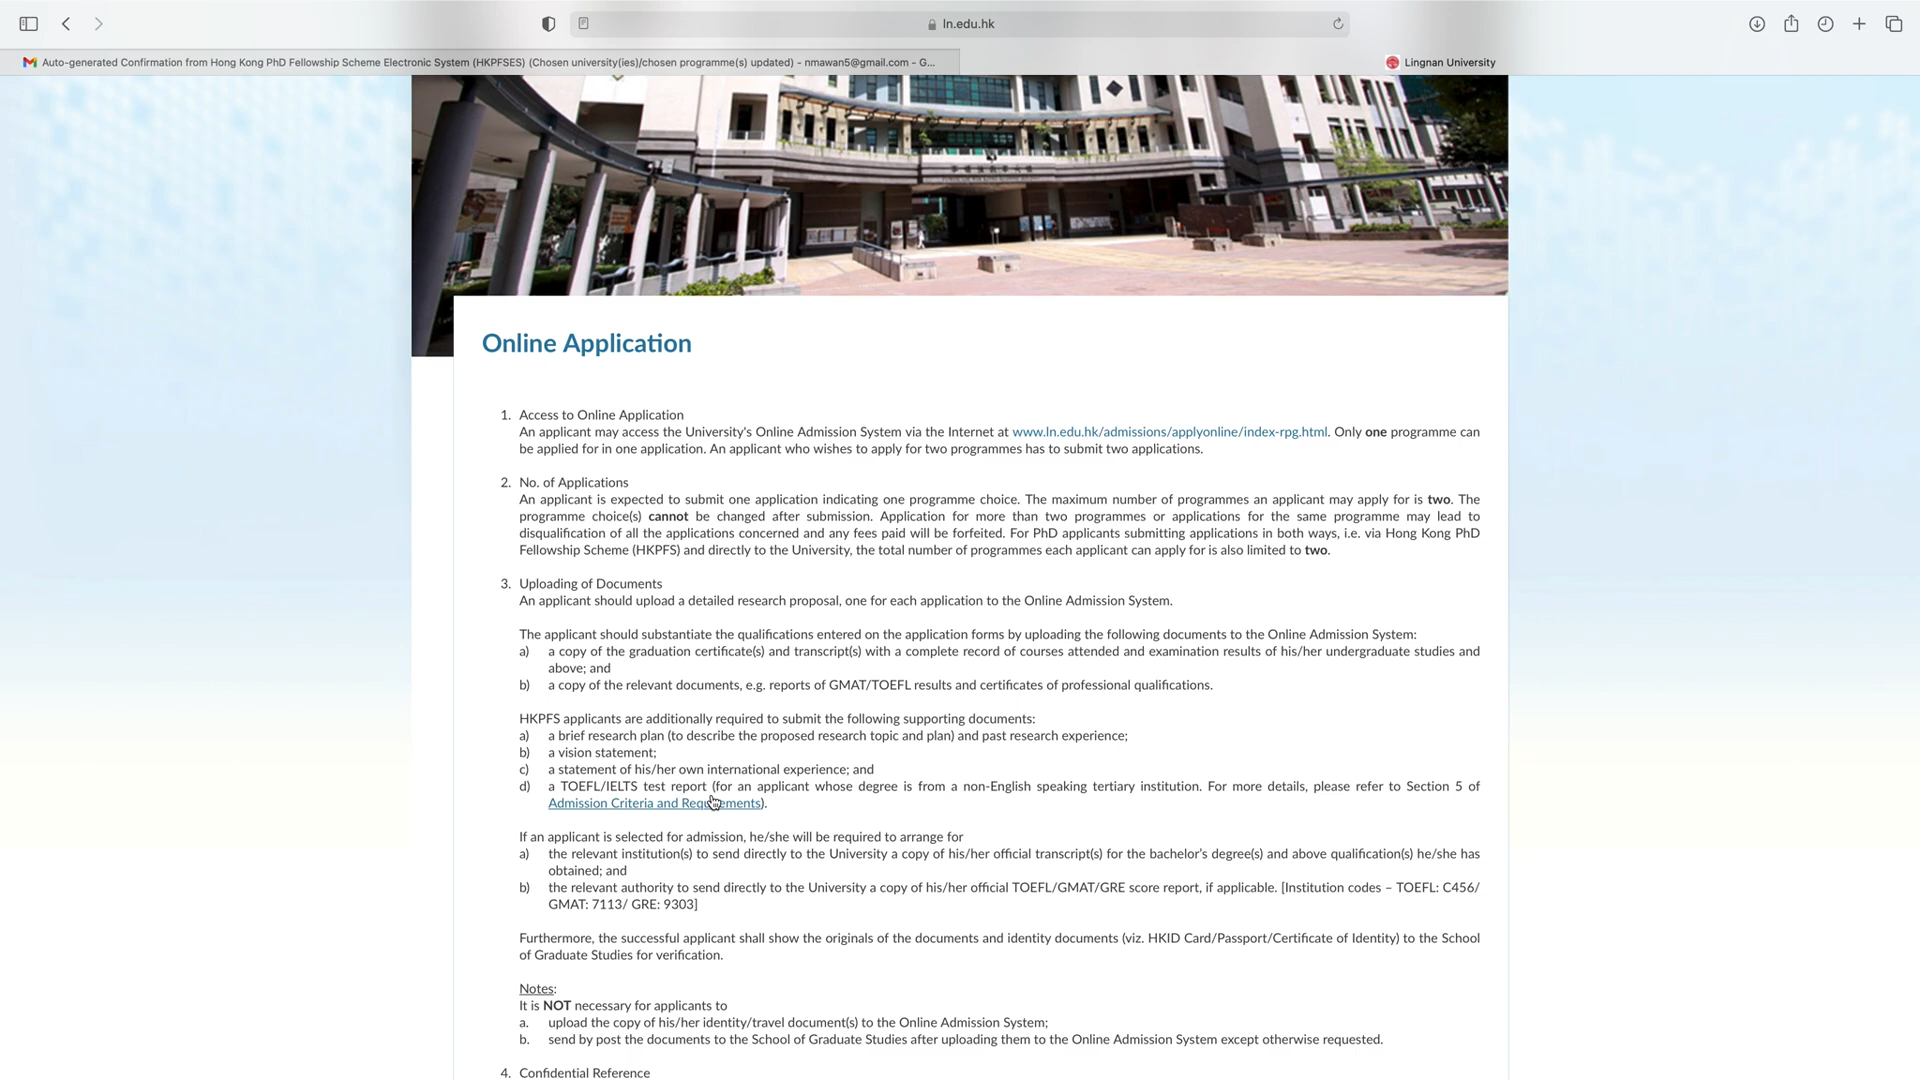 ln.edu.hk
Auto-generated Confirmation from Hong Kong PhD Fellowship Scheme Electronic System (HKPFSES) (Chosen university(ies)/chosen programme(s) updated) - nmawan5@gmail.com - G...
Lingnan University
Online Application
1. Access to Online Application
An applicant may access the University's Online Admission System via the Internet at www.ln.edu.hk/admissions/applyonline/index-rpg.html. Only one programme can
be applied for in one application. An applicant who wishes to apply for two programmes has to submit two applications.
2. No. of Applications
An applicant is expected to submit one application indicating one programme choice. The maximum number of programmes an applicant may apply for is two. The
programme choice(s) cannot be changed after submission. Application for more than two programmes or applications for the same programme may lead to
disqualification of all the applications concerned and any fees paid will be forfeited. For PhD applicants submitting applications in both ways, i.e. via Hong Kong PhD
Fellowship Scheme (HKPFS) and directly to the University, the total number of programmes each applicant can apply for is also limited to two.
3. Uploading of Documents
An applicant should upload a detailed research proposal, one for each application to the Online Admission System.
The applicant should substantiate the qualifications entered on the application forms by uploading the following documents to the Online Admission System:
a) a copy of the graduation certificate(s) and transcript(s) with a complete record of courses attended and examination results of his/her undergraduate studies and
above; and
b) a copy of the relevant documents, e.g. reports of GMAT/TOEFL results and certificates of professional qualifications.
HKPFS applicants are additionally required to submit the following supporting documents:
a) a brief research plan (to describe the proposed research topic and plan) and past research experience;
b) a vision statement;
c) a statement of his/her own international experience; and
d) a TOEFL/IELTS test report (for an applicant whose degree is from a non-English speaking tertiary institution. For more details, please refer to Section 5 of
Admission Criteria and Requirements).
If an applicant is selected for admission, he/she will be required to arrange for
a) the relevant institution(s) to send directly to the University a copy of his/her official transcript(s) for the bachelor's degree(s) and above qualification(s) he/she has
obtained; and
b) the relevant authority to send directly to the University a copy of his/her official TOEFL/GMAT/GRE score report, if applicable. [Institution codes – TOEFL: C456/
GMAT: 7113/ GRE: 9303]
Furthermore, the successful applicant shall show the originals of the documents and identity documents (viz. HKID Card/Passport/Certificate of Identity) to the School
of Graduate Studies for verification.
Notes:
It is NOT necessary for applicants to
a. upload the copy of his/her identity/travel document(s) to the Online Admission System;
b. send by post the documents to the School of Graduate Studies after uploading them to the Online Admission System except otherwise requested.
4. Confidential Reference